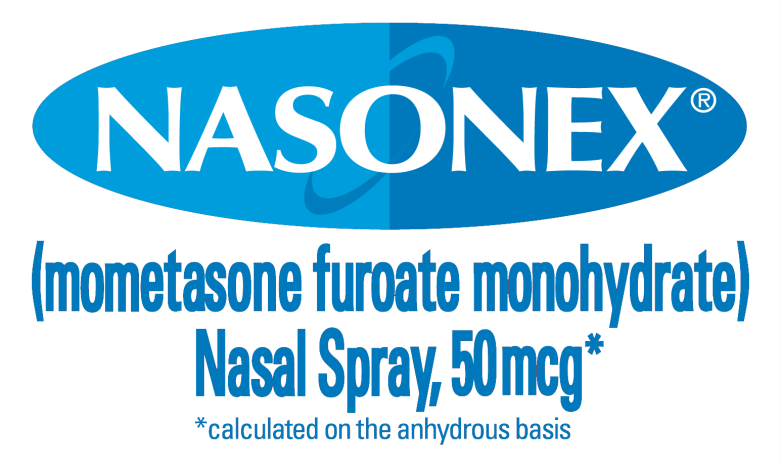 NASONEX®
(mometasone furoate monohydrate)
Nasal Spray, 50 mcg*
*calculated on the anhydrous basis